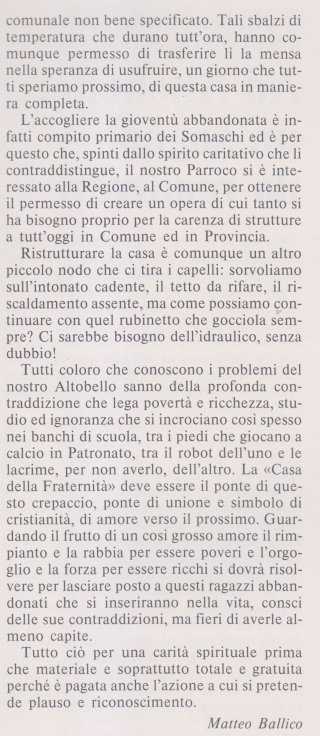 comunale non bene specificato. Tali sbalzi di
temperatura che durano tutt'ora, hanno co-
munque permesso di trasferire lì la mensa
nella speranza di usufruire, un giorno che tut-
ti speriamo prossimo, di questa casa in manie-
ra completa.
L'accogliere la gioventù abbandonata è in-
fatti compito primario dei Somaschi ed è per
questo che, spinti dallo spirito caritativo che li
contraddistingue, il nostro Parroco si è inte-
ressato alla Regione, al Comune, per ottenere
il permesso di creare un opera di cui tanto si
ha bisogno proprio per la carenza di strutture
a tutt'oggi in Comune ed in Provincia.
Ristrutturare la casa è comunque un altro
piccolo nodo che ci tira i capelli: sorvoliamo
sull'intonato cadente, il tetto da rifare, il ri-
scaldamento assente, ma come possiamo con-
tinuare con quel rubinetto che gocciola sem-
pre? Ci sarebbe bisogno dell'idraulico, senza
dubbio!
Tutti coloro che conoscono i problemi del
nostro Altobello sanno della profonda con-
traddizione che lega povertà e ricchezza, stu-
dio ed ignoranza che si incrociano così spesso
nei banchi di scuola, tra i piedi che giocano a
calcio in Patronato, tra il robot dell'uno e le
lacrime, per non averlo, dell'altro. La «Casa
della Fraternità» deve essere il ponte di que-
sto crepaccio, ponte di unione e simbolo di
cristianità, di amore verso il prossimo. Guar-
dando il frutto di un così grosso amore il rim-
pianto e la rabbia per essere poveri e l'orgo-
glio e la forza per essere ricchi si dovrà risol-
vere per lasciare posto a questi ragazzi abban-
donati che si inseriranno nella vita, consci
delle sue contraddizioni, ma fieri di averle al-
meno capite.
Tutto ciò per una carità spirituale prima
che materiale e soprattutto totale e gratuita
perché è pagata anche l'azione a cui si preten-
de plauso e riconoscimento.
Matteo Ballico